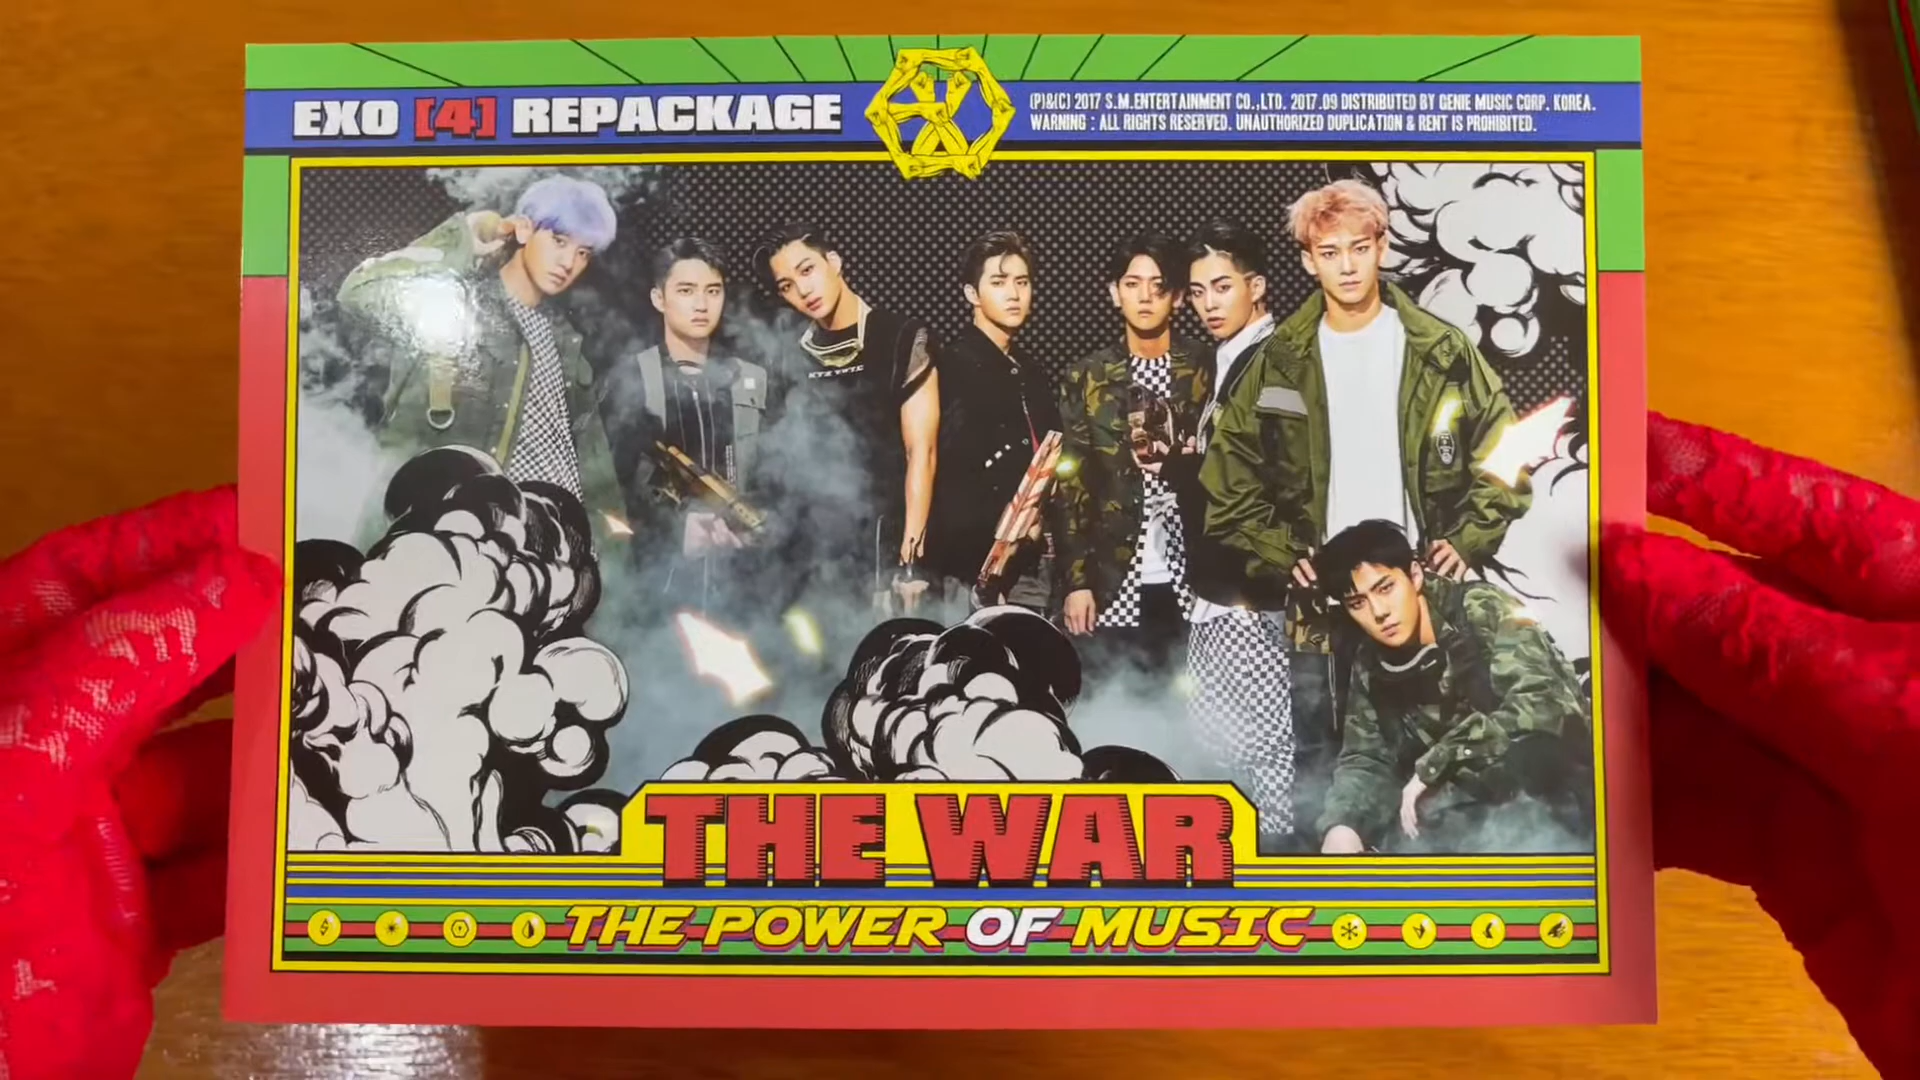 EXO [4] REPACKAGE
(P)&(C) 2017 S.M.ENTERTAINMENT CO.,LTD. 2017.09 DISTRIBUTED BY GENIE MUSIC CORP. KOREA.
WARNING : ALL RIGHTS RESERVED. UNAUTHORIZED DUPLICATION & RENT IS PROHIBITED.
THE WAR
THE POWER OF MUSIC